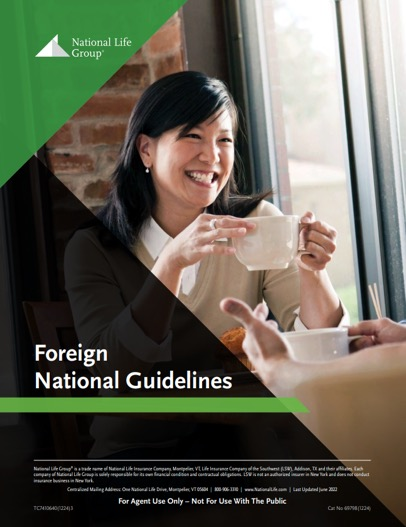 National Life
Group®
Foreign
National Guidelines
National Life Group® is a trade name of National Life Insurance Company, Montpelier, VT, Life Insurance Company of the Southwest (LSW), Addison, TX and their affiliates. Each
company of National Life Group is solely responsible for its own financial condition and contractual obligations. LSW is not an authorized insurer in New York and does not conduct
insurance business in New York.
Centralized Mailing Address: One National Life Drive, Montpelier, VT 05604 | 800-906-3310 | www.NationalLife.com | Last Updated June 2022
For Agent Use Only – Not For Use With The Public
TC7410640(1224)3
Cat No 69798(1224)